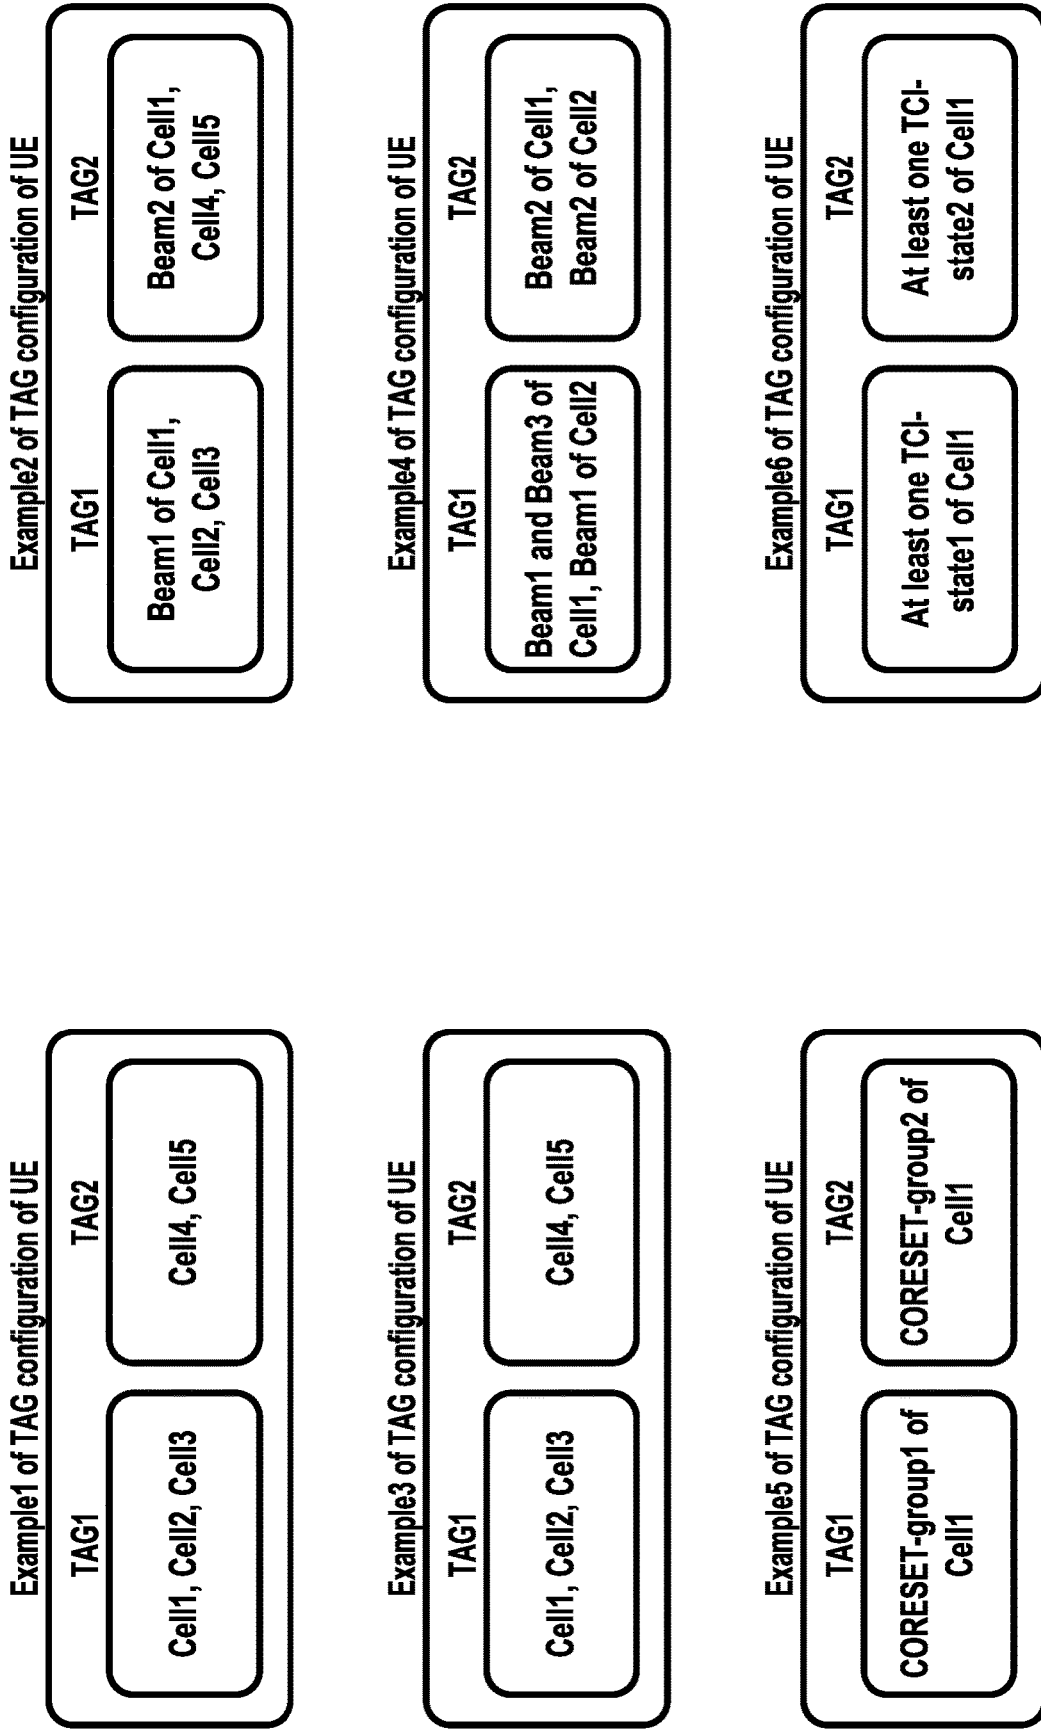 Example1 of TAG configuration of UE
TAG1
TAG2
Cell1, Cell2, Cell3
Cell4, Cell5
Example2 of TAG configuration of UE
TAG1
TAG2
Beam1 of Cell1,
Cell2, Cell3
Beam2 of Cell1,
Cell4, Cell5
Example3 of TAG configuration of UE
TAG1
TAG2
Cell1, Cell2, Cell3
Cell4, Cell5
Example4 of TAG configuration of UE
TAG1
TAG2
Beam1 and Beam3 of
Cell1, Beam1 of Cell2
Beam2 of Cell1,
Beam2 of Cell2
Example5 of TAG configuration of UE
TAG1
TAG2
CORESET-group1 of
Cell1
CORESET-group2 of
Cell1
Example6 of TAG configuration of UE
TAG1
TAG2
At least one TCI-
state1 of Cell1
At least one TCI-
state2 of Cell1